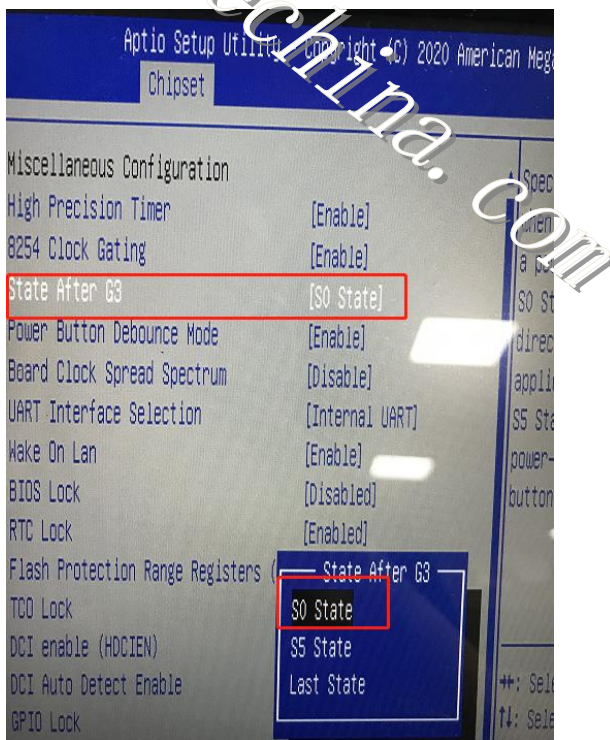 Aptio Setup Utility Copyright (C) 2020 American Meg
Chipset
Miscellaneous Configuration
High Precision Timer [Enable]
8254 Clock Gating [Enable]
State After G3 [S0 State]
Power Button Debounce Mode [Enable]
Board Clock Spread Spectrum [Disable]
UART Interface Selection [Internal UART]
Wake On Lan [Enable]
BIOS Lock [Disabled]
RTC Lock [Enabled]
Flash Protection Range Registers (
TCO Lock
DCI enable (HDCIEN)
DCI Auto Detect Enable
GPIO Lock
State After G3
S0 State
S5 State
Last State
Spec
a
S0 St
direc
appli
S5 Sta
power-
button
: Sele
↑↓: Sele
china.com